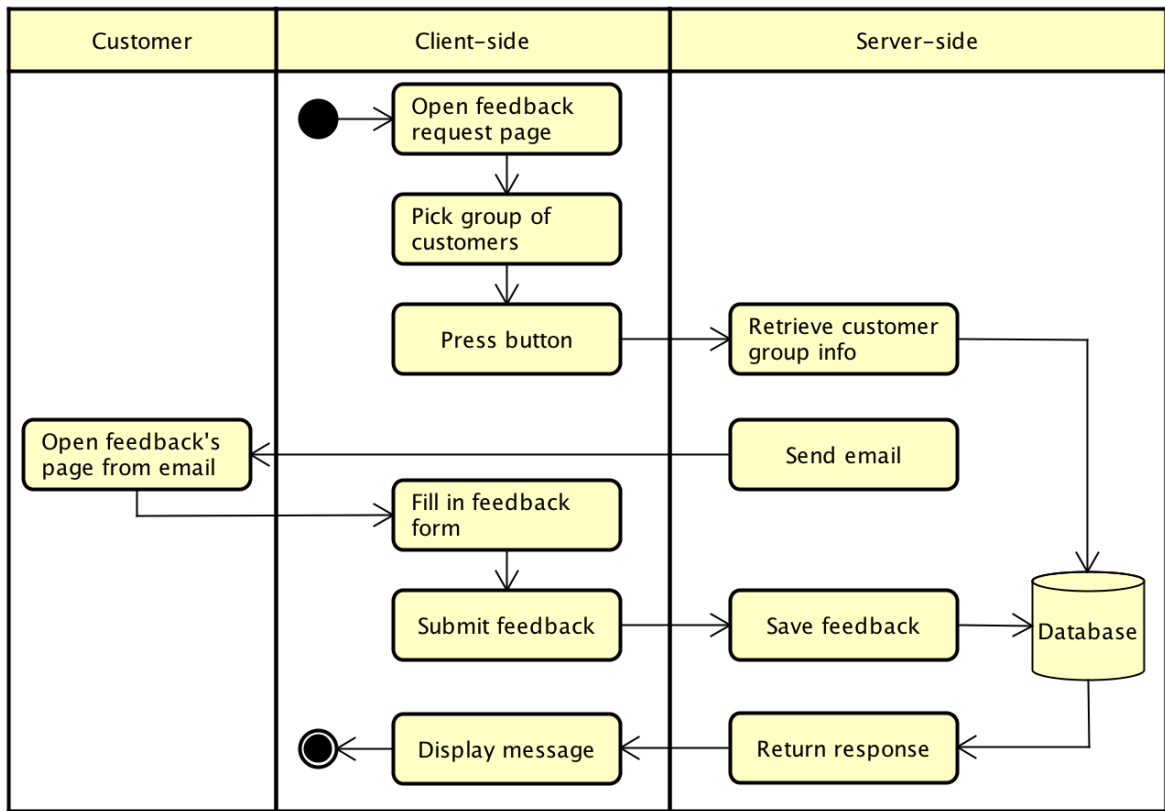 Customer
Client-side
Server-side
Open feedback
request page
Pick group of
customers
Press button
Retrieve customer
group info
Open feedback's
page from email
Send email
Fill in feedback
form
Submit feedback
Save feedback
Database
Display message
Return response